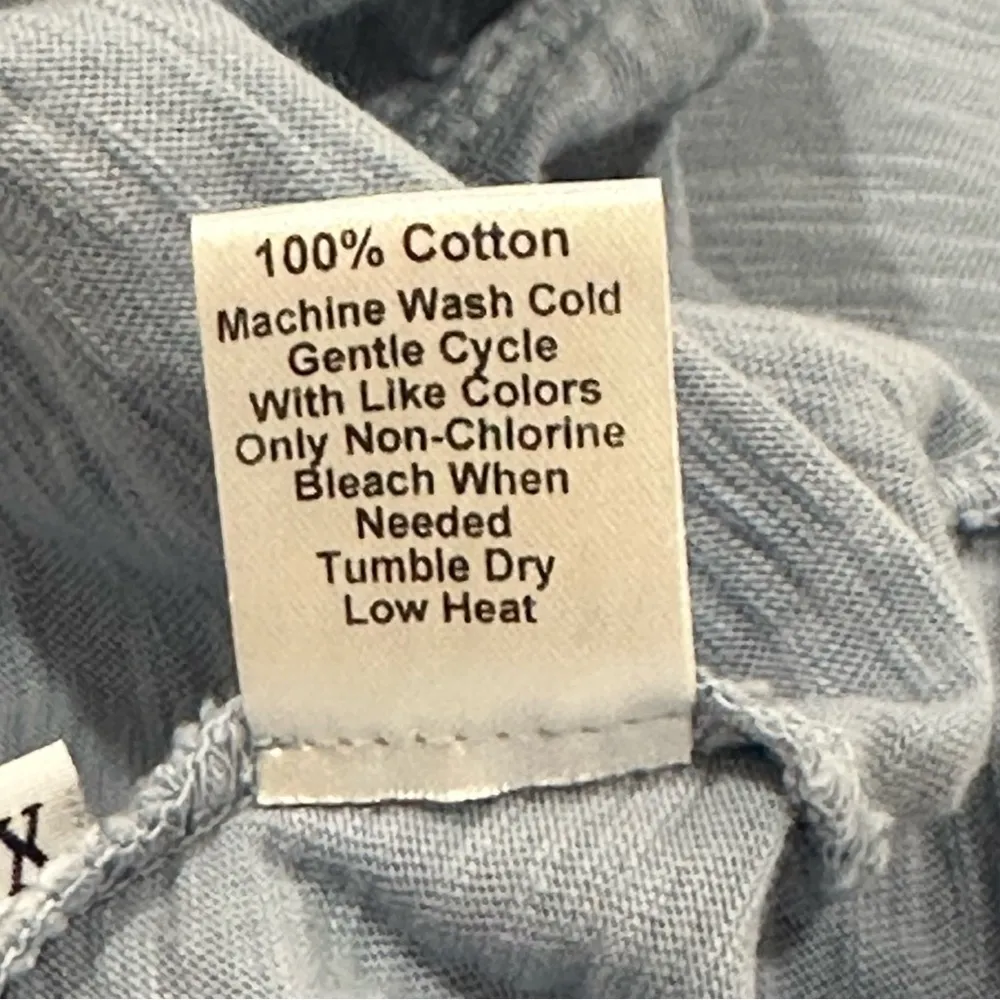 100% Cotton
Machine Wash Cold
Gentle Cycle
With Like Colors
Only Non-Chlorine
Bleach When
Needed
Tumble Dry
Low Heat
X